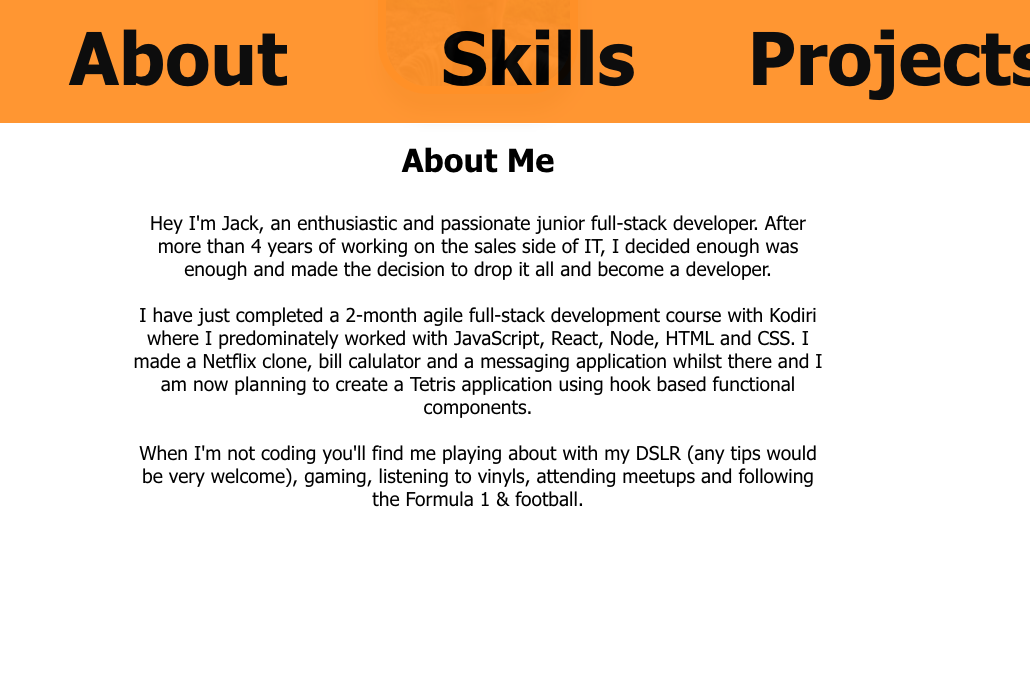 About Skills Projects
About Me
Hey I'm Jack, an enthusiastic and passionate junior full-stack developer. After
more than 4 years of working on the sales side of IT, I decided enough was
enough and made the decision to drop it all and become a developer.
I have just completed a 2-month agile full-stack development course with Kodiri
where I predominately worked with JavaScript, React, Node, HTML and CSS. I
made a Netflix clone, bill calulator and a messaging application whilst there and I
am now planning to create a Tetris application using hook based functional
components.
When I'm not coding you'll find me playing about with my DSLR (any tips would
be very welcome), gaming, listening to vinyls, attending meetups and following
the Formula 1 & football.